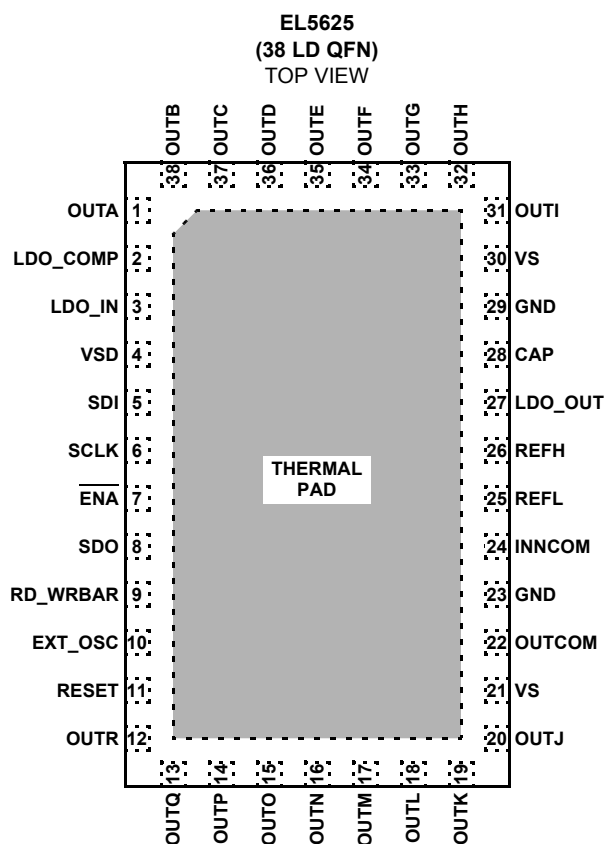 EL5625
(38 LD QFN)
TOP VIEW
38 OUTB
37 OUTC
36 OUTD
35 OUTE
34 OUTF
33 OUTG
32 OUTH
OUTA 1
LDO_COMP 2
LDO_IN 3
VSD 4
SDI 5
SCLK 6
ENA 7
SDO 8
RD_WRBAR 9
EXT_OSC 10
RESET 11
OUTR 12
THERMAL
PAD
31 OUTI
30 VS
29 GND
28 CAP
27 LDO_OUT
26 REFH
25 REFL
24 INNCOM
23 GND
22 OUTCOM
21 VS
20 OUTJ
OUTQ 13
OUTP 14
OUTO 15
OUTN 16
OUTM 17
OUTL 18
OUTK 19